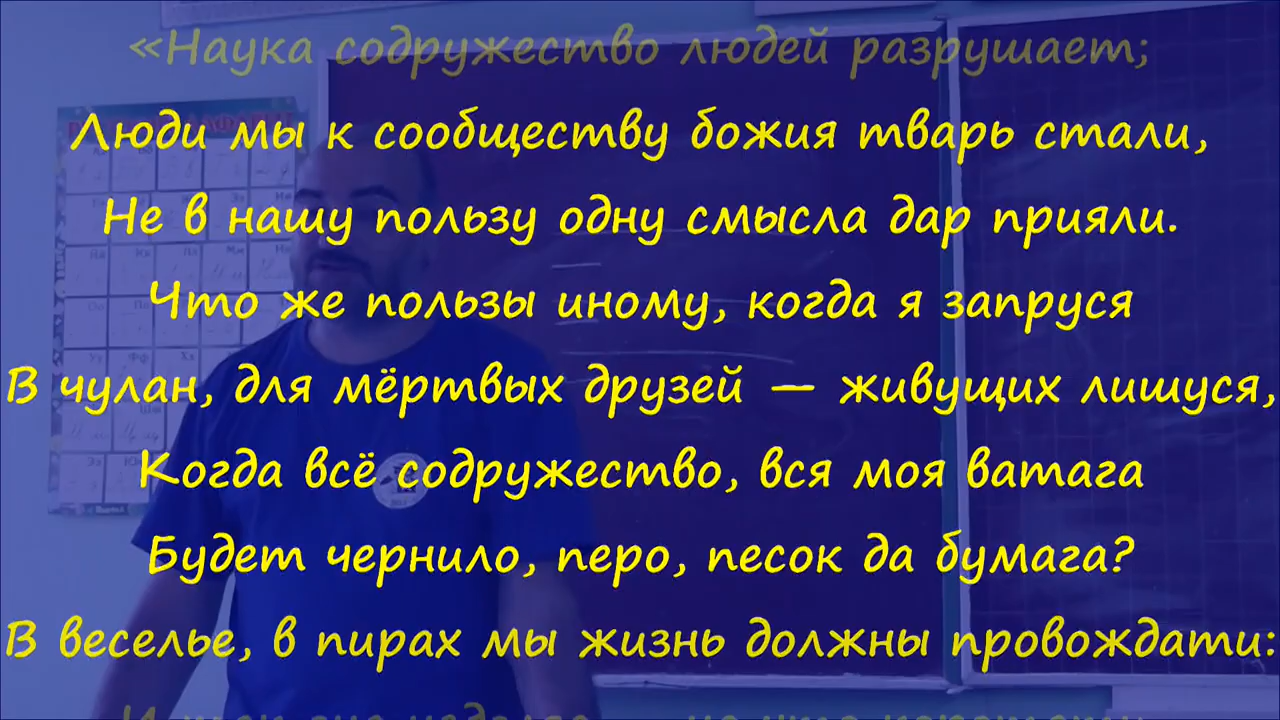 «Наука содружество людей разрушает;
Люди мы к сообществу божия тварь стали,
Не в нашу пользу одну смысла дар прияли.
Что же пользы иному, когда я запруся
В чулан, для мёртвых друзей — живущих лишуся,
Когда всё содружество, вся моя ватага
Будет чернило, перо, песок да бумага?
В веселье, в пирах мы жизнь должны провождати: